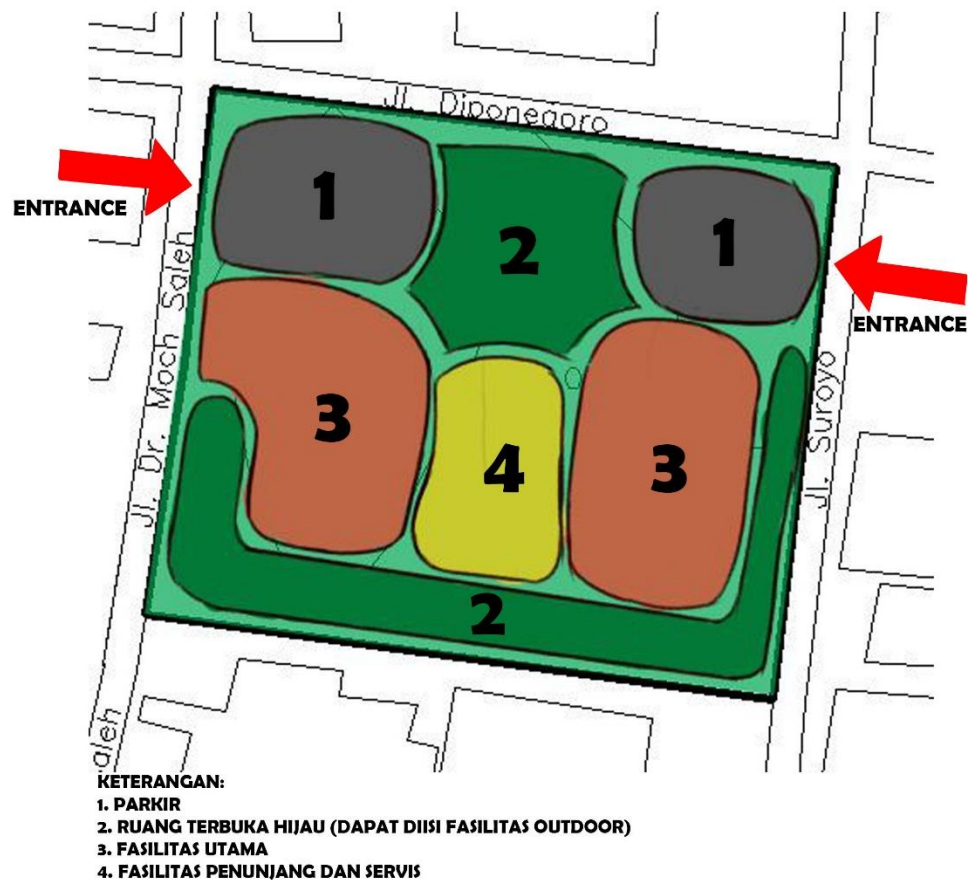 Jl. Diponegoro
ENTRANCE
1
2
1
ENTRANCE
Jl. Dr. Moch Saleh
3
4
3
Jl. Suroyo
2
aleh
KETERANGAN:
1. PARKIR
2. RUANG TERBUKA HIJAU (DAPAT DIISI FASILITAS OUTDOOR)
3. FASILITAS UTAMA
4. FASILITAS PENUNJANG DAN SERVIS